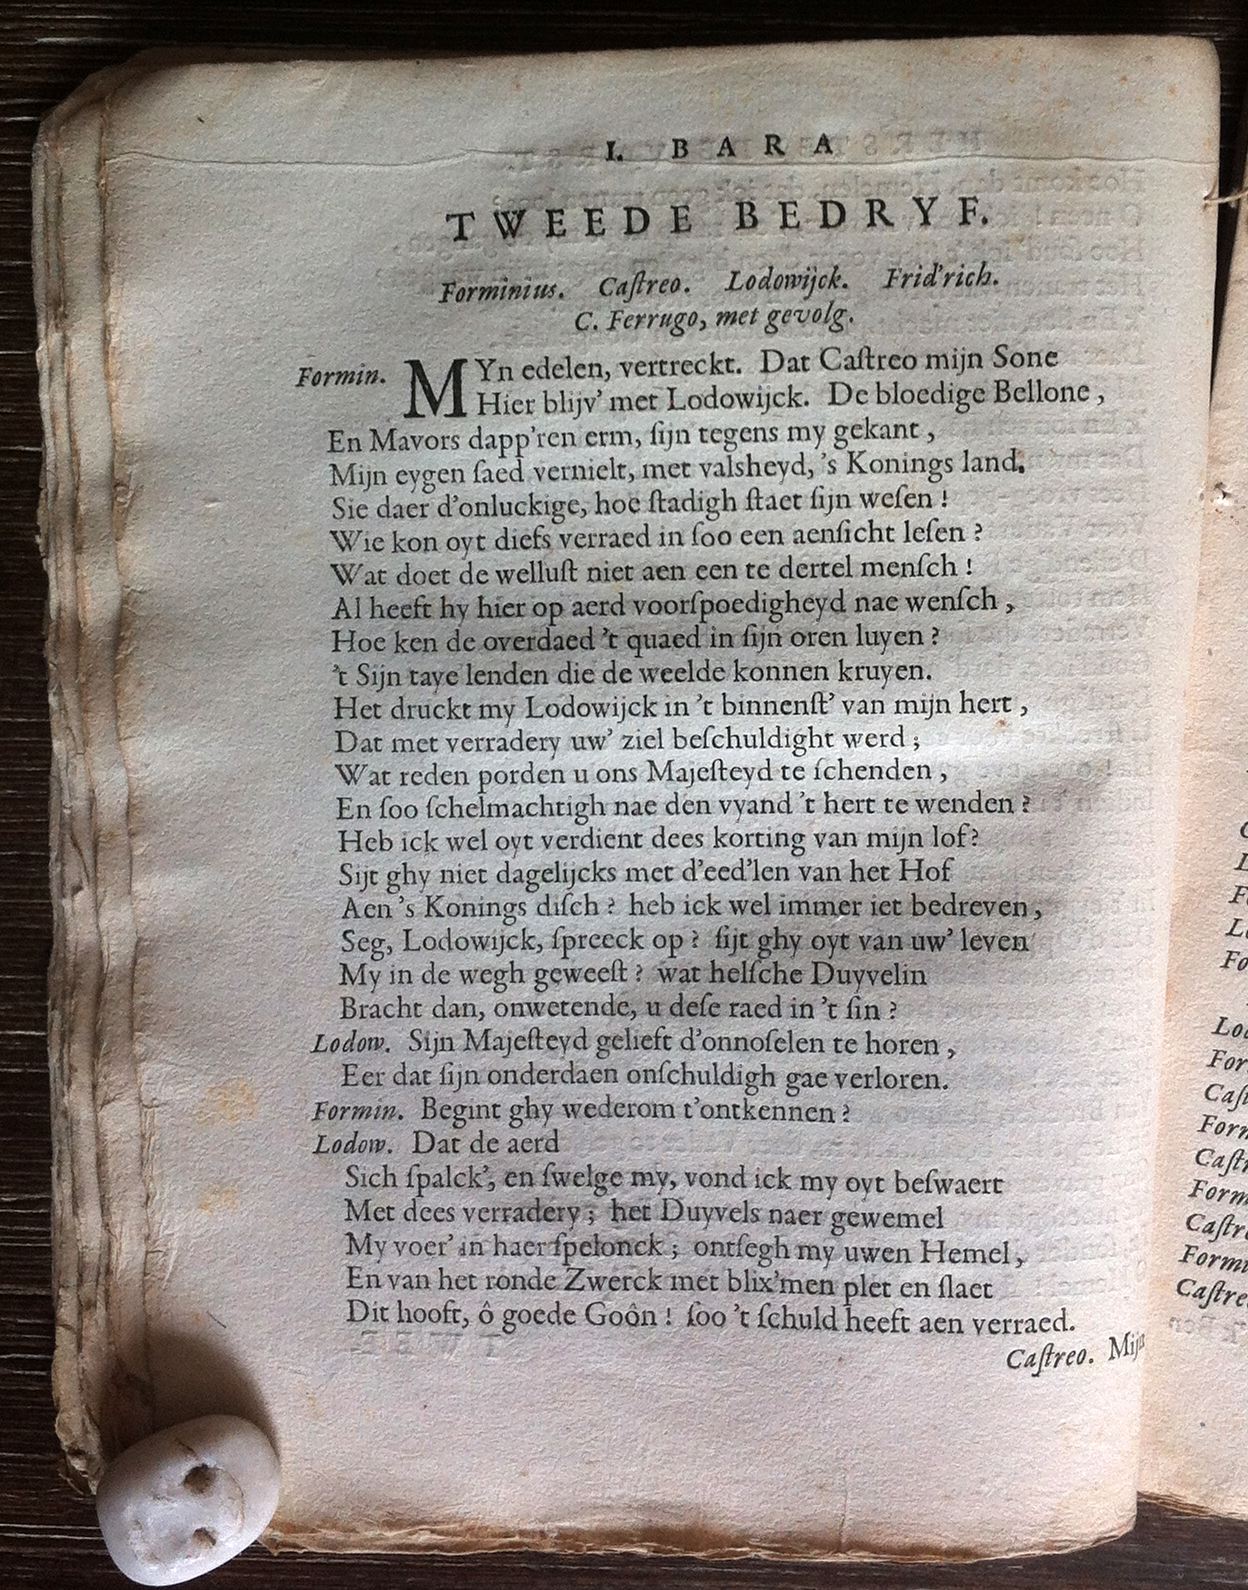 I. BARA
TWEEDE BEDRYF.
Forminius. Caſtreo. Lodowijck. Frid'rich.
C. Ferrugo, met gevolg.
Formin. MYn edelen, vertreckt. Dat Caſtreo mijn Sone
Hier blijv' met Lodowijck. De bloedige Bellone,
En Mavors dapp'ren erm, ſijn tegens my gekant,
Mijn eygen ſaed vernielt, met valsheyd, 's Konings land.
Sie daer d'onluckige, hoe ſtadigh ſtaet ſijn weſen!
Wie kon oyt diefs verraed in ſoo een aenſicht leſen?
Wat doet de welluſt niet aen een te dertel menſch!
Al heeft hy hier op aerd voorſpoedigheyd nae wenſch,
Hoe ken de overdaed 't quaed in ſijn oren luyen?
't Sijn taye lenden die de weelde konnen kruyen.
Het druckt my Lodowijck in 't binnenſt' van mijn hert,
Dat met verradery uw' ziel beſchuldight werd;
Wat reden porden u ons Majeſteyd te ſchenden,
En ſoo ſchelmachtigh nae den vyand 't hert te wenden?
Heb ick wel oyt verdient dees korting van mijn lof?
Sijt ghy niet dagelijcks met d'eed'len van het Hof
Aen 's Konings diſch? heb ick wel immer iet bedreven,
Seg, Lodowijck, ſpreeck op? ſijt ghy oyt van uw' leven
My in de wegh geweeſt? wat helſche Duyvelin
Bracht dan, onwetende, u deſe raed in 't ſin?
Lodow. Sijn Majeſteyd gelieft d'onnoſelen te horen,
Eer dat ſijn onderdaen onſchuldigh gae verloren.
Formin. Begint ghy wederom t'ontkennen?
Lodow. Dat de aerd
Sich ſpalck', en ſwelge my, vond ick my oyt beſwaert
Met dees verradery; het Duyvels naer gewemel
My voer' in haer ſpelonck; ontſegh my uwen Hemel,
En van het ronde Zwerck met blix'men plet en ſlaet
Dit hooft, ô goede Goôn! ſoo 't ſchuld heeft aen verraed.
Caſtreo. Mijn